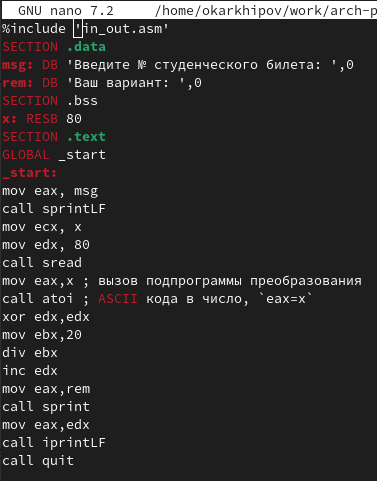 GNU nano 7.2 /home/okarkhipov/work/arch-p
%include 'in_out.asm'
SECTION .data
msg: DB 'Введите № студенческого билета: ',0
rem: DB 'Ваш вариант: ',0
SECTION .bss
x: RESB 80
SECTION .text
GLOBAL _start
_start:
mov eax, msg
call sprintLF
mov ecx, x
mov edx, 80
call sread
mov eax,x ; вызов подпрограммы преобразования
call atoi ; ASCII кода в число, `eax=x`
xor edx,edx
mov ebx,20
div ebx
inc edx
mov eax,rem
call sprint
mov eax,edx
call iprintLF
call quit